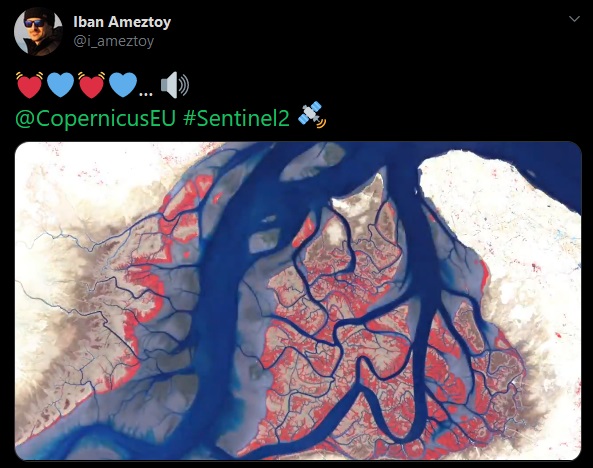 Iban Ameztoy
@i_ameztoy
💓💙💓💙... 🔊
@CopernicusEU #Sentinel2 🛰️